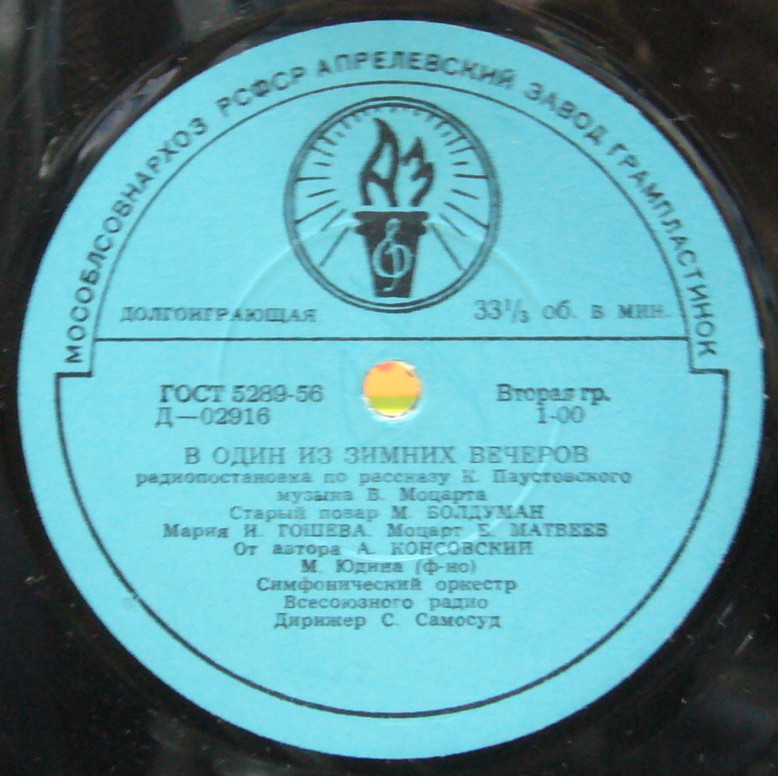 МОСОБЛСОВНАРХОЗ РСФСР АПРЕЛЕВСКИЙ ЗАВОД ГРАМПЛАСТИНОК
АЗ
ДОЛГОИГРАЮЩАЯ 33⅓ об. в мин.
ГОСТ 5289-56 Вторая гр.
Д—02916 1-00
В ОДИН ИЗ ЗИМНИХ ВЕЧЕРОВ
радиопостановка по рассказу К. Паустовского
музыка В. Моцарта
Старый повар М. БОЛДУМАН
Мария И. ГОШЕВА. Моцарт Е. МАТВЕЕВ
От автора А. КОНСОВСКИЙ
М. Юдина (ф-но)
Симфонический оркестр
Всесоюзного радио
Дирижер С. Самосуд